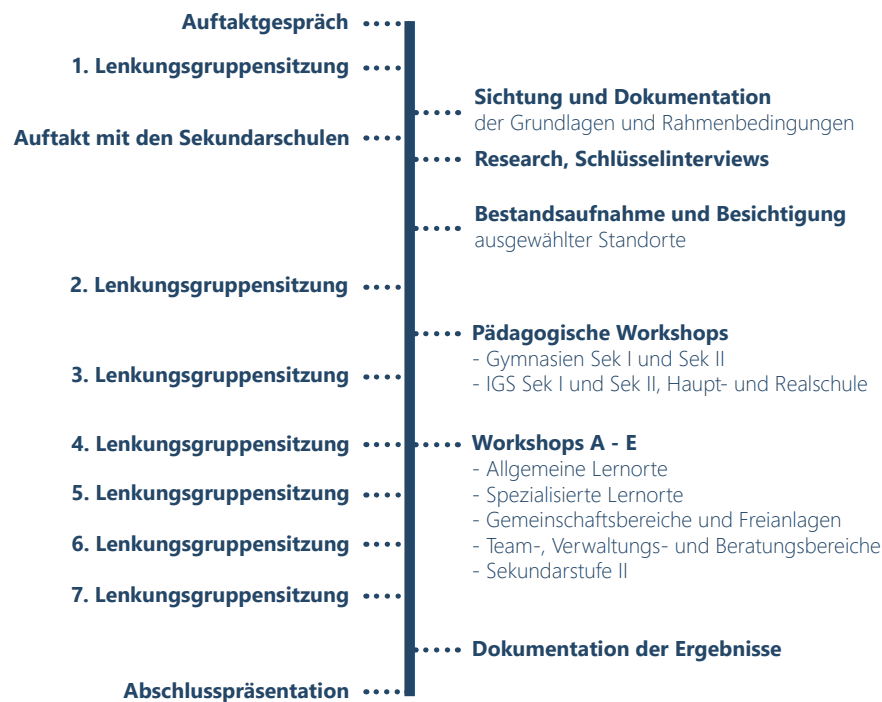 Auftaktgespräch
1. Lenkungsgruppensitzung
Sichtung und Dokumentation
der Grundlagen und Rahmenbedingungen
Auftakt mit den Sekundarschulen
Research, Schlüsselinterviews
Bestandsaufnahme und Besichtigung
ausgewählter Standorte
2. Lenkungsgruppensitzung
Pädagogische Workshops
- Gymnasien Sek I und Sek II
- IGS Sek I und Sek II, Haupt- und Realschule
3. Lenkungsgruppensitzung
4. Lenkungsgruppensitzung
Workshops A - E
- Allgemeine Lernorte
- Spezialisierte Lernorte
- Gemeinschaftsbereiche und Freianlagen
- Team-, Verwaltungs- und Beratungsbereiche
- Sekundarstufe II
5. Lenkungsgruppensitzung
6. Lenkungsgruppensitzung
7. Lenkungsgruppensitzung
Dokumentation der Ergebnisse
Abschlusspräsentation